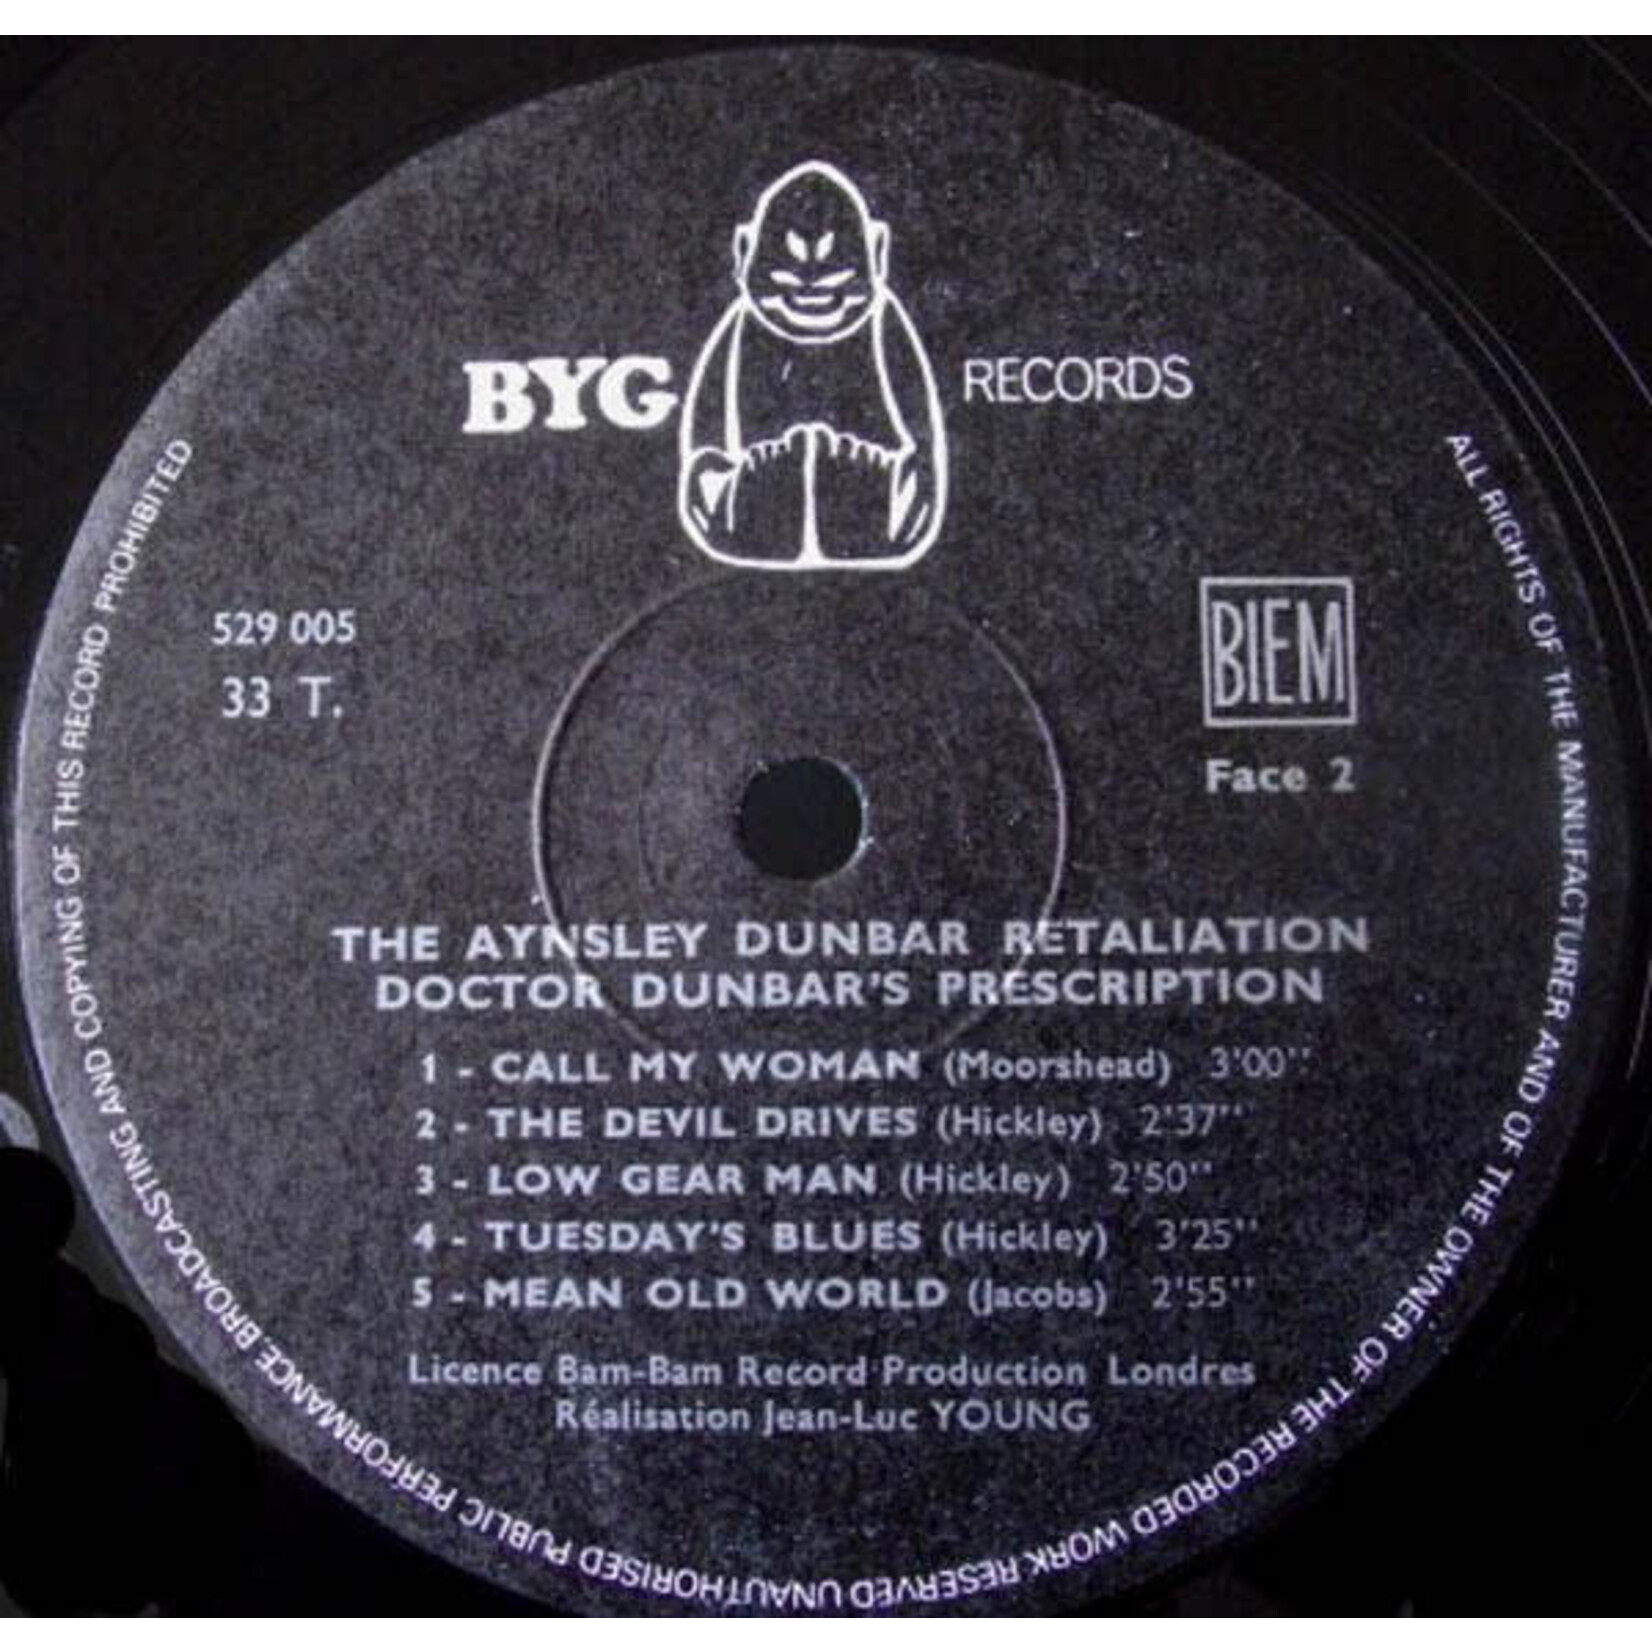 BYG RECORDS
529 005
33 T.
BIEM
Face 2
THE AYNSLEY DUNBAR RETALIATION
DOCTOR DUNBAR'S PRESCRIPTION
1 - CALL MY WOMAN (Moorshead) 3'00''
2 - THE DEVIL DRIVES (Hickley) 2'37''
3 - LOW GEAR MAN (Hickley) 2'50''
4 - TUESDAY'S BLUES (Hickley) 3'25''
5 - MEAN OLD WORLD (Jacobs) 2'55''
Licence Bam-Bam Record Production Londres
Réalisation Jean-Luc YOUNG
ALL RIGHTS OF THE MANUFACTURER AND OF THE OWNER OF THE RECORDED WORK RESERVED UNAUTHORISED PUBLIC PERFORMANCE. BROADCASTING AND COPYING OF THIS RECORD PROHIBITED